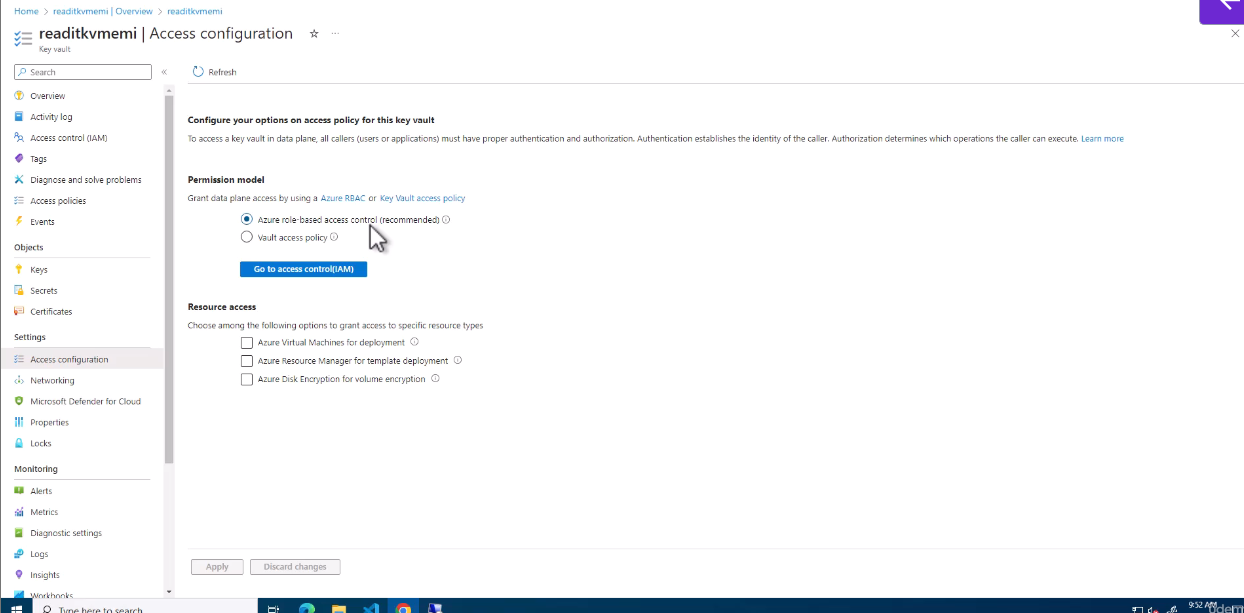 Home > readitkvmemi | Overview > readitkvmemi
readitkvmemi | Access configuration ☆ ...
Key vault
Search
«
Refresh
Overview
Activity log
Access control (IAM)
Tags
Diagnose and solve problems
Access policies
Events
Objects
Keys
Secrets
Certificates
Settings
Access configuration
Networking
Microsoft Defender for Cloud
Properties
Locks
Monitoring
Alerts
Metrics
Diagnostic settings
Logs
Insights
Workbooks
Configure your options on access policy for this key vault
To access a key vault in data plane, all callers (users or applications) must have proper authentication and authorization. Authentication establishes the identity of the caller. Authorization determines which operations the caller can execute. Learn more
Permission model
Grant data plane access by using a Azure RBAC or Key Vault access policy
Azure role-based access control (recommended)
Vault access policy
Go to access control(IAM)
Resource access
Choose among the following options to grant access to specific resource types
Azure Virtual Machines for deployment
Azure Resource Manager for template deployment
Azure Disk Encryption for volume encryption
Apply
Discard changes
Type here to search
9:52 AM